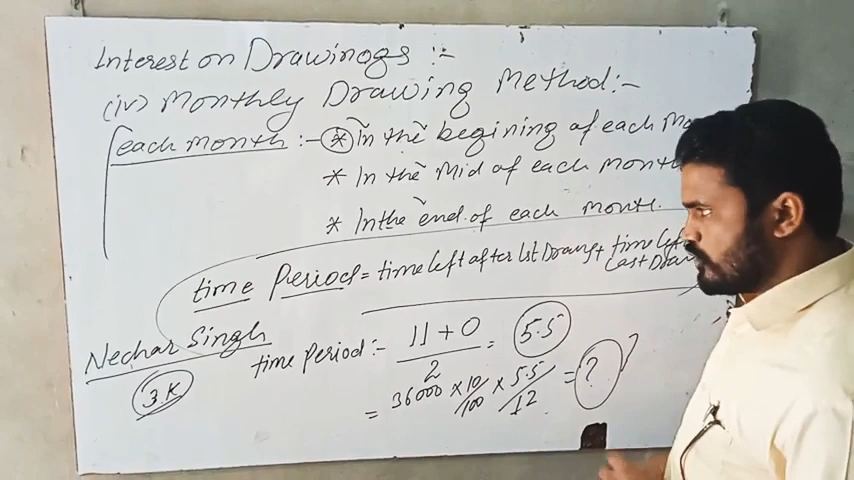 Interest on Drawings :-
(iv) Monthly Drawing Method:-
each month :- * In the begining of each Mo
* In the Mid of each Month
* In the end of each month.
time Period = time left after 1st Drawg + time lef
Last Draw
Nechar Singh
time Period:- 11 + 0 / 2 = 5.5
3K
= 36000 x 10/100 x 5.5/12 = ?